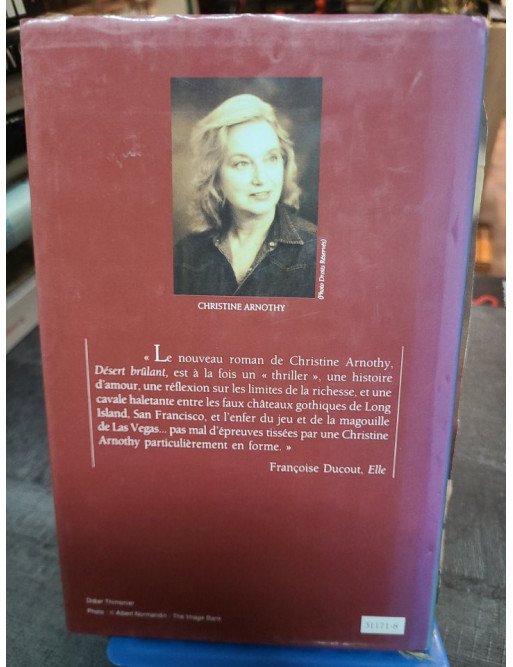 (Photo Droits Réservés)
CHRISTINE ARNOTHY
« Le nouveau roman de Christine Arnothy,
Désert brûlant, est à la fois un « thriller », une histoire
d'amour, une réflexion sur les limites de la richesse, et une
cavale haletante entre les faux châteaux gothiques de Long
Island, San Francisco, et l'enfer du jeu et de la magouille
de Las Vegas... pas mal d'épreuves tissées par une Christine
Arnothy particulièrement en forme. »
Françoise Ducout, Elle
Didier Thimonier
Photo : © Albert Normandin - The Image Bank
31171-8